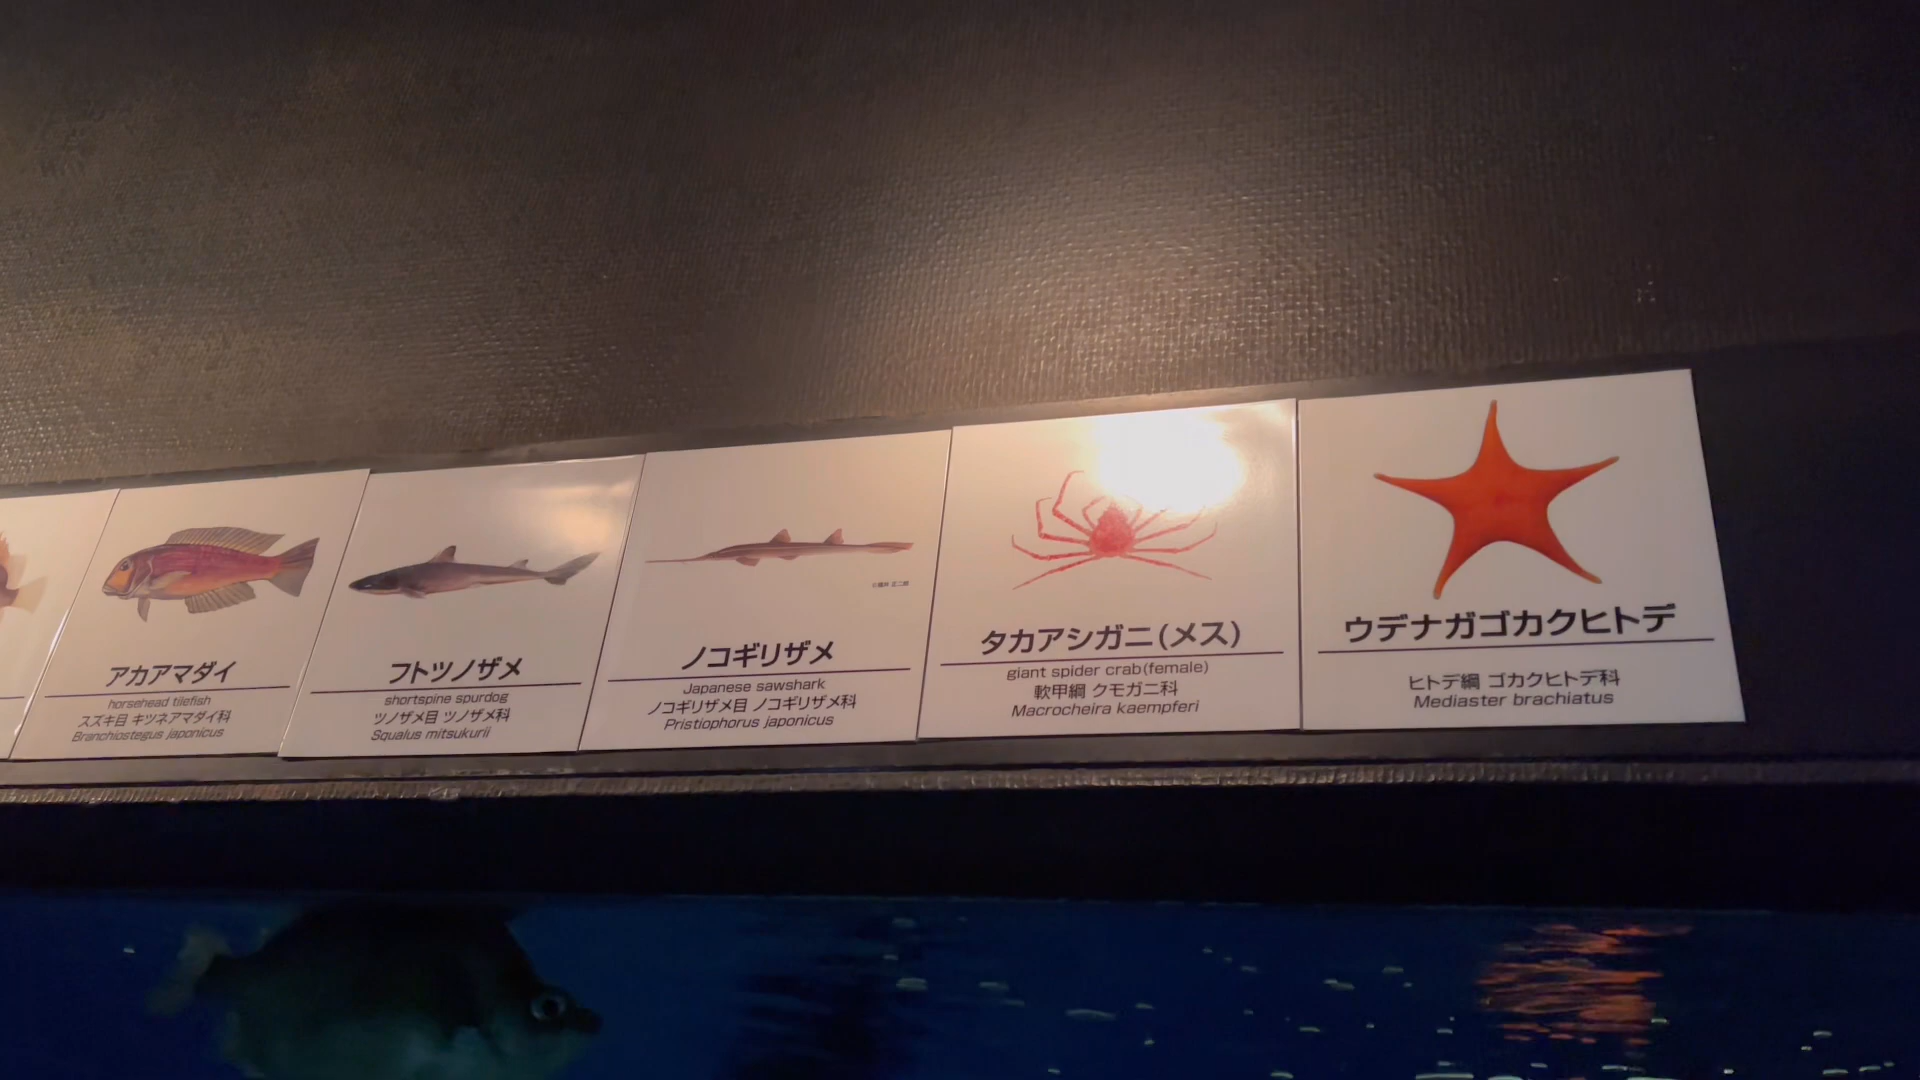 アカアマダイ
horsehead tilefish
スズキ目 キツネアマダイ科
Branchiostegus japonicus
フトツノザメ
shortspine spurdog
ツノザメ目 ツノザメ科
Squalus mitsukurii
ノコギリザメ
Japanese sawshark
ノコギリザメ目 ノコギリザメ科
Pristiophorus japonicus
タカアシガニ(メス)
giant spider crab(female)
軟甲綱 クモガニ科
Macrocheira kaempferi
ウデナガゴカクヒトデ
ヒトデ綱 ゴカクヒトデ科
Mediaster brachiatus